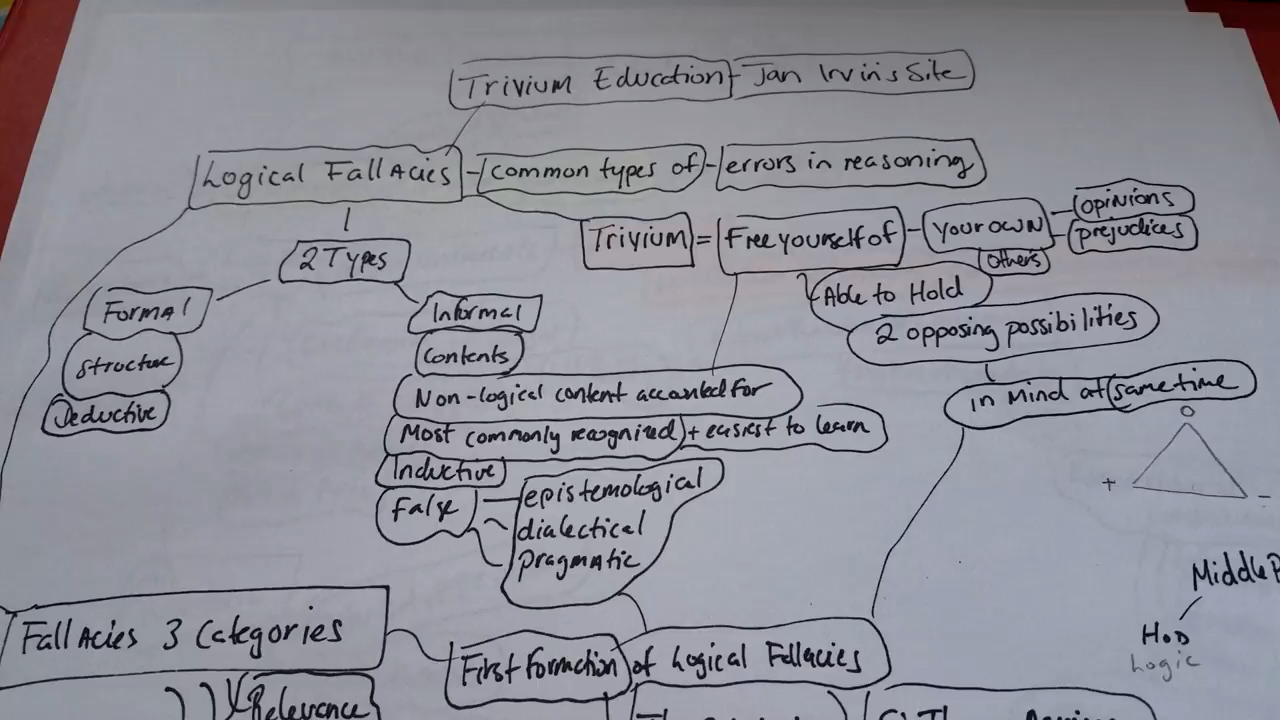 Trivium Education - Jan Irvin's Site
Logical Fallacies - common types of - errors in reasoning
2 Types
Trivium = Free yourself of - your own
opinions
prejudices
others
Able to Hold
2 opposing possibilities
in Mind at same time
Formal
Structure
Deductive
Informal
Contents
Non-logical content accounted for
Most commonly recognized + easiest to learn
Inductive
False
epistemological
dialectical
pragmatic
O
+ -
Middle
Hod
Logic
Fallacies 3 Categories
First formation of Logical Fallacies
Relevance